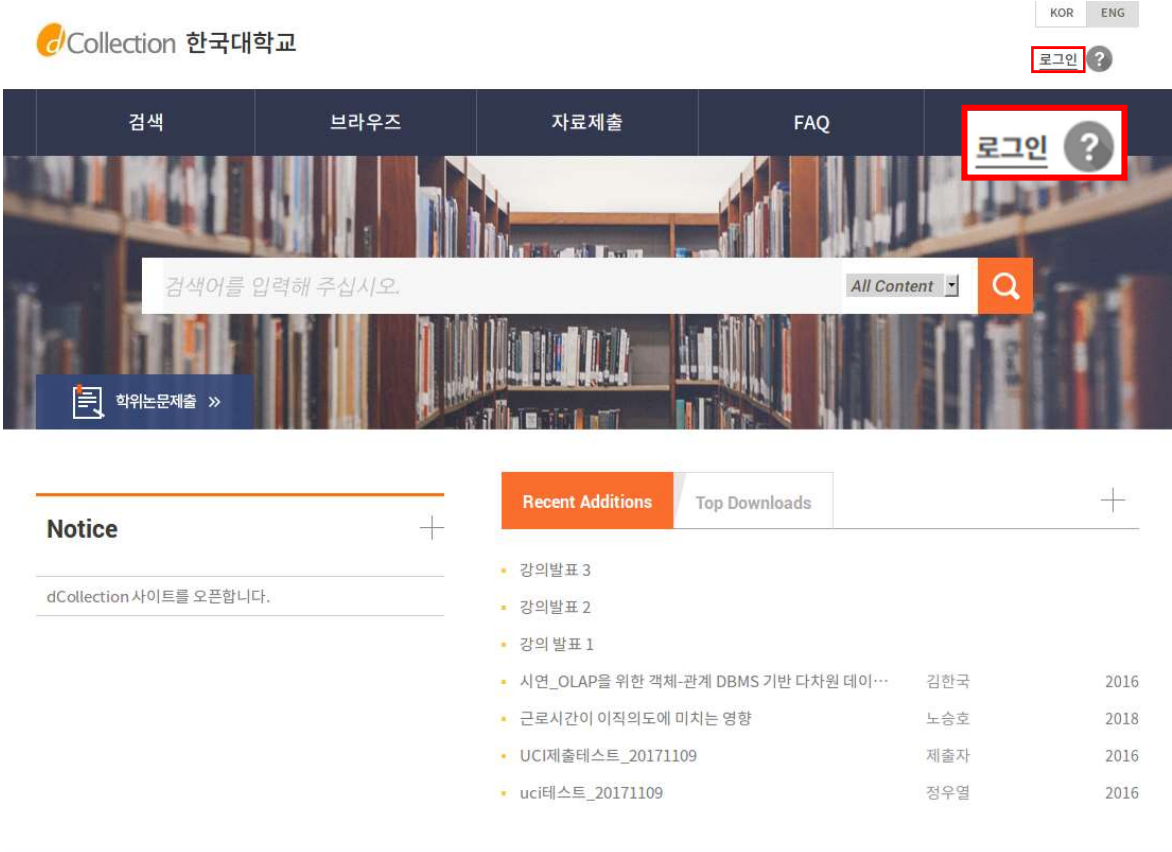 KOR ENG
dCollection 한국대학교
로그인 ?
검색 브라우즈 자료제출 FAQ
로그인 ?
검색어를 입력해 주십시오. All Content
학위논문제출 »
Recent Additions Top Downloads
Notice
강의발표 3
dCollection 사이트를 오픈합니다.
강의발표 2
강의 발표 1
시연_OLAP을 위한 객체-관계 DBMS 기반 다차원 데이… 김한국 2016
근로시간이 이직의도에 미치는 영향 노승호 2018
UCI제출테스트_20171109 제출자 2016
uci테스트_20171109 정우열 2016